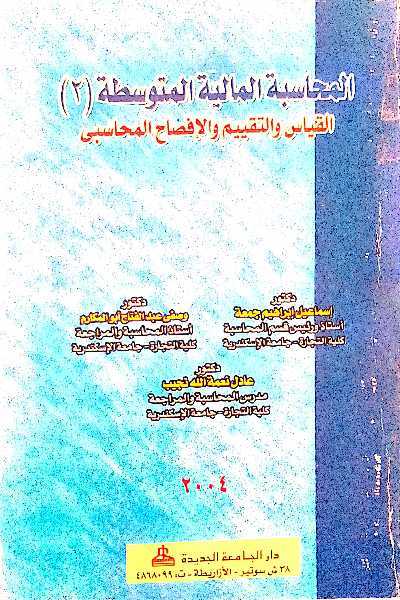 المحاسبة المالية المتوسطة (٢)
القياس والتقييم والإفصاح المحاسبى
دكتور
إسماعيل إبراهيم جمعة
أستاذ ورئيس قسم المحاسبة
كلية التجارة - جامعة الإسكندرية
دكتور
وصفى عبد الفتاح أبو المكارم
أستاذ المحاسبة والمراجعة
كلية التجارة - جامعة الإسكندرية
دكتور
عادل نعمة الله نجيب
مدرس المحاسبة والمراجعة
كلية التجارة - جامعة الإسكندرية
٢٠٠٤
دار الجامعة الجديدة
٣٨ ش سوتير - الأزاريطة - ت: ٤٨٦٨٠٩٩